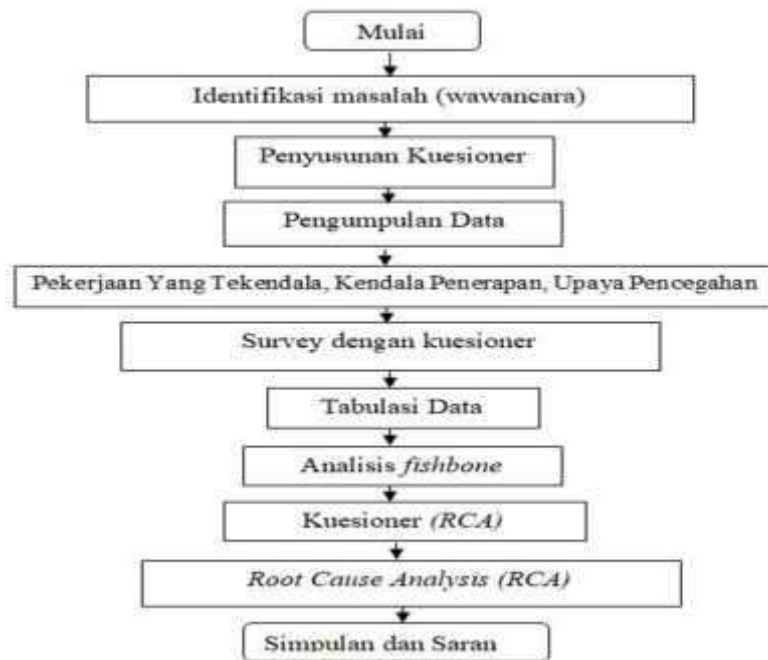 Mulai
Identifikasi masalah (wawancara)
Penyusunan Kuesioner
Pengumpulan Data
Pekerjaan Yang Tekendala, Kendala Penerapan, Upaya Pencegahan
Survey dengan kuesioner
Tabulasi Data
Analisis fishbone
Kuesioner (RCA)
Root Cause Analysis (RCA)
Simpulan dan Saran